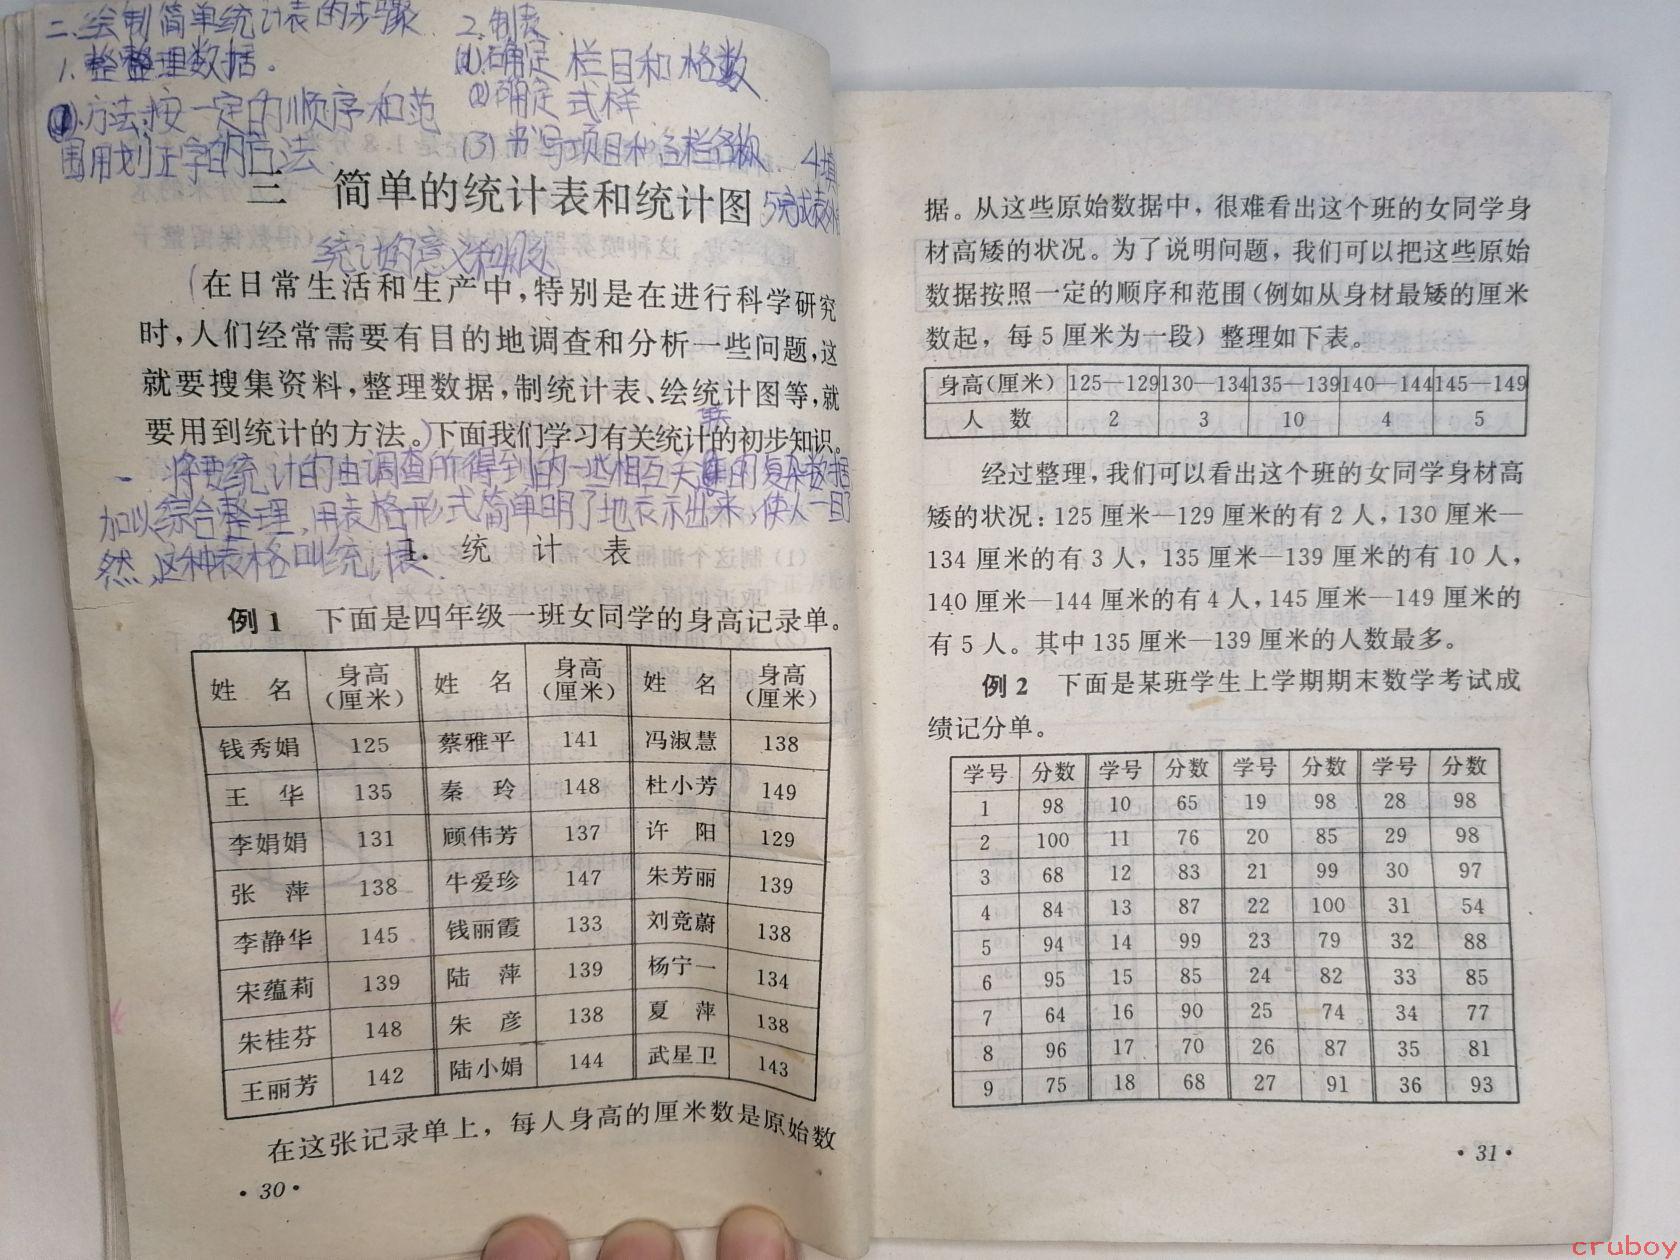 二.绘制简单统计表的步骤
1.整理数据.
方法:按一定的顺序和范
围用划正字的方法
2.制表.
(1).确定栏目和格数
(2)确定式样
(3)书写项目和各栏名称
三 简单的统计表和统计图
统计的意义和
(在日常生活和生产中,特别是在进行科学研究
时,人们经常需要有目的地调查和分析一些问题,这
就要搜集资料,整理数据,制统计表、绘统计图等,就
要用到统计的方法。)下面我们学习有关统计的初步知识。
一 将要统计的由调查所得到的一些相互关联的复杂数据
加以综合整理,用表格形式简单明了地表示出来,使人一目了
然,这种表格叫统计表.
1. 统 计 表
例1 下面是四年级一班女同学的身高记录单。
姓 名 身高(厘米) 姓 名 身高(厘米) 姓 名 身高(厘米)
钱秀娟 125 蔡雅平 141 冯淑慧 138
王 华 135 秦 玲 148 杜小芳 149
李娟娟 131 顾伟芳 137 许 阳 129
张 萍 138 牛爱珍 147 朱芳丽 139
李静华 145 钱丽霞 133 刘竞蔚 138
宋蕴莉 139 陆 萍 139 杨宁一 134
朱桂芬 148 朱 彦 138 夏 萍 138
王丽芳 142 陆小娟 144 武星卫 143
在这张记录单上,每人身高的厘米数是原始数
·30·
据。从这些原始数据中,很难看出这个班的女同学身
材高矮的状况。为了说明问题,我们可以把这些原始
数据按照一定的顺序和范围(例如从身材最矮的厘米
数起,每5厘米为一段)整理如下表。
身高(厘米) 125—129 130—134 135—139 140—144 145—149
人 数 2 3 10 4 5
经过整理,我们可以看出这个班的女同学身材高
矮的状况:125厘米—129厘米的有2人,130厘米—
134厘米的有3人,135厘米—139厘米的有10人,
140厘米—144厘米的有4人,145厘米—149厘米的
有5人。其中135厘米—139厘米的人数最多。
例2 下面是某班学生上学期期末数学考试成
绩记分单。
学号 分数 学号 分数 学号 分数 学号 分数
1 98 10 65 19 98 28 98
2 100 11 76 20 85 29 98
3 68 12 83 21 99 30 97
4 84 13 87 22 100 31 54
5 94 14 99 23 79 32 88
6 95 15 85 24 82 33 85
7 64 16 90 25 74 34 77
8 96 17 70 26 87 35 81
9 75 18 68 27 91 36 93
·31·
cruboy